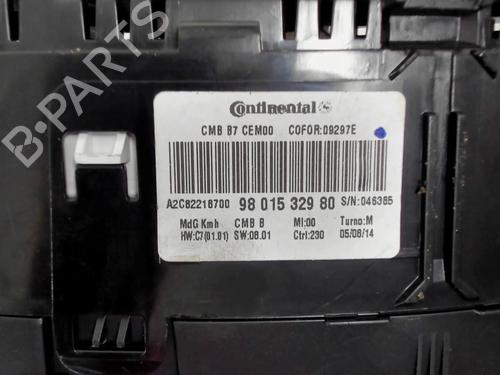 B-PARTS
Continental
CMB B7 CEM00 COFOR:09297E
A2C82218700 98 015 329 80 S/N:046385
MdG Kmh CMB B MI:00 Turno:M
HW:C7(01.01) SW:08.01 Ctrl:230 05/08/14